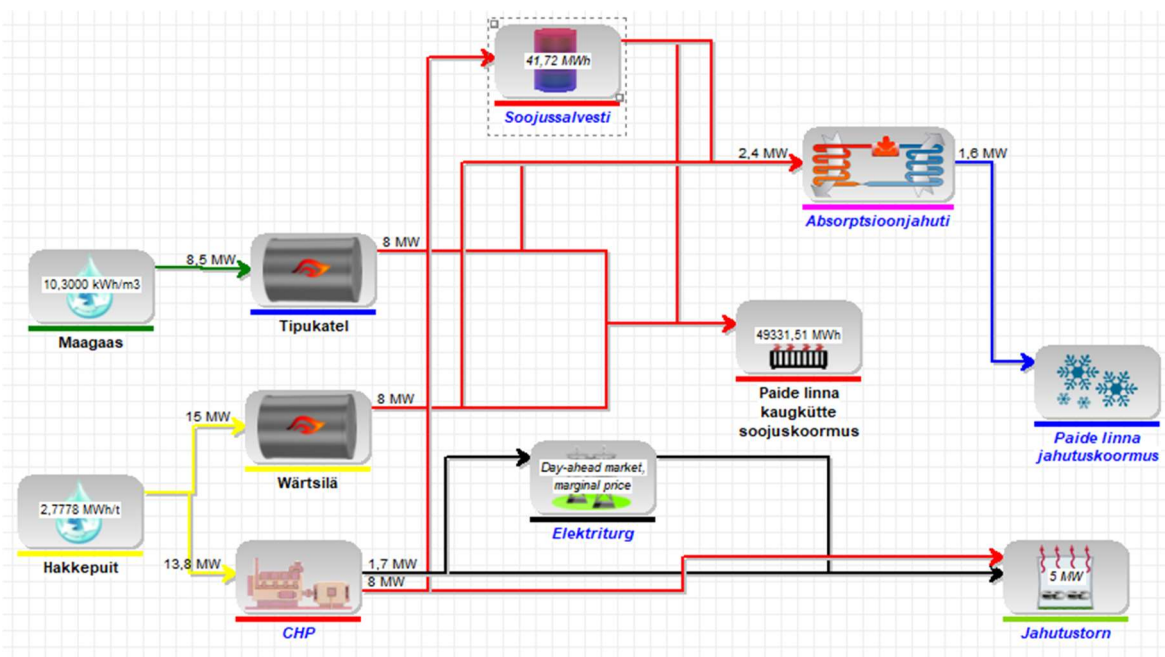 41,72 MWh
Soojussalvesti
2,4 MW
1,6 MW
Absorptsioonjahuti
8 MW
8,5 MW
10,3000 kWh/m3
Tipukatel
Maagaas
49331,51 MWh
Paide linna
kaugkütte
soojuskoormus
8 MW
15 MW
Paide linna
jahutuskoormus
Day-ahead market,
marginal price
Wärtsilä
2,7778 MWh/t
Elektriturg
Hakkepuit
13,8 MW
1,7 MW
8 MW
5 MW
CHP
Jahutustorn